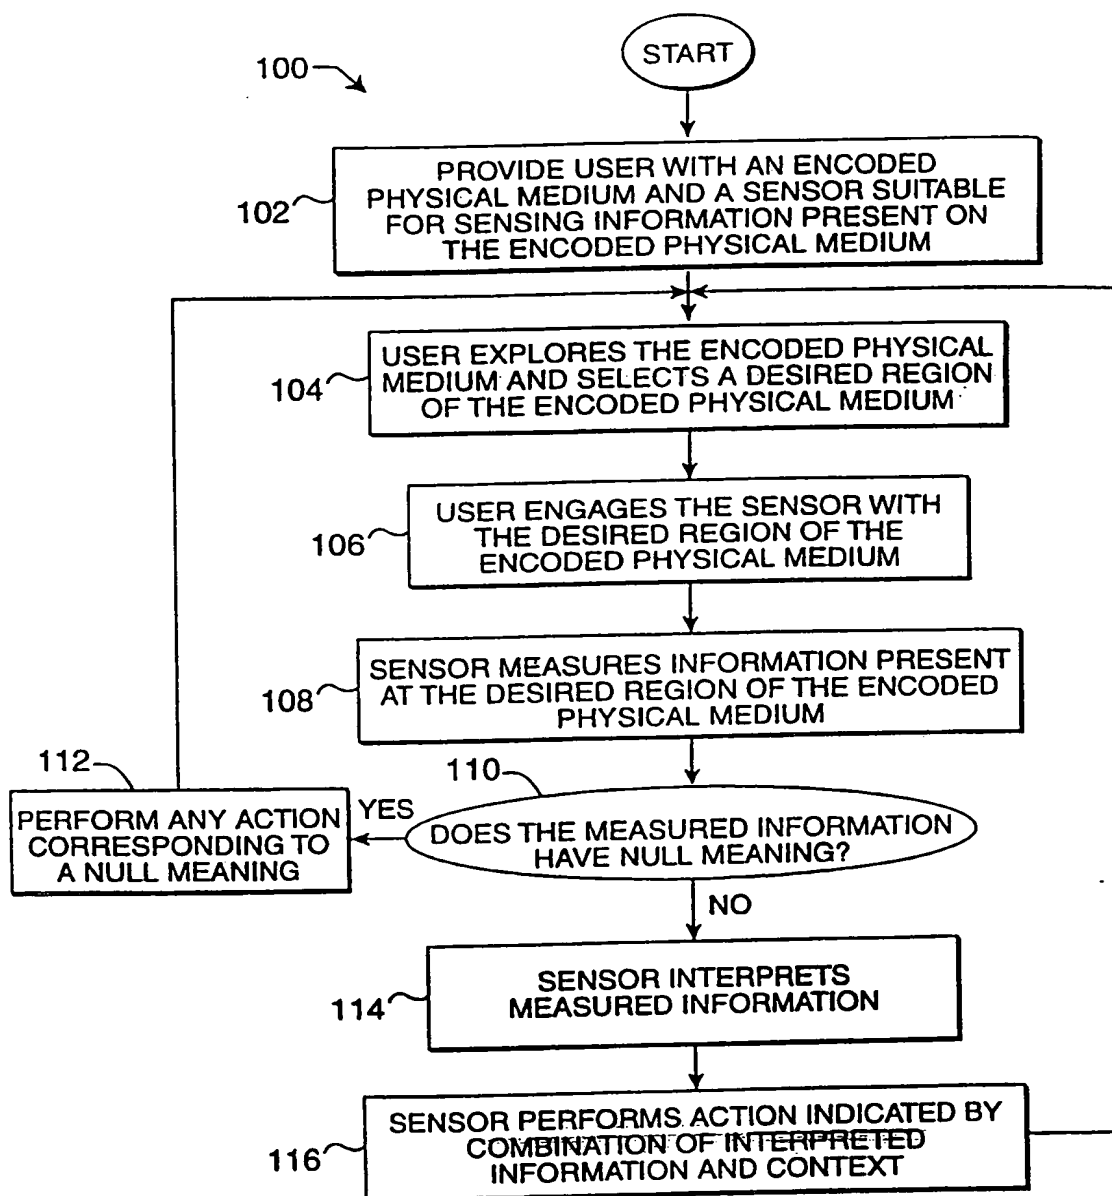 START
100
PROVIDE USER WITH AN ENCODED
PHYSICAL MEDIUM AND A SENSOR SUITABLE
FOR SENSING INFORMATION PRESENT ON
THE ENCODED PHYSICAL MEDIUM
102
USER EXPLORES THE ENCODED PHYSICAL
MEDIUM AND SELECTS A DESIRED REGION
OF THE ENCODED PHYSICAL MEDIUM
104
USER ENGAGES THE SENSOR WITH
THE DESIRED REGION OF THE
ENCODED PHYSICAL MEDIUM
106
SENSOR MEASURES INFORMATION PRESENT
AT THE DESIRED REGION OF THE ENCODED
PHYSICAL MEDIUM
108
110
DOES THE MEASURED INFORMATION
HAVE NULL MEANING?
YES
112
PERFORM ANY ACTION
CORRESPONDING TO
A NULL MEANING
NO
SENSOR INTERPRETS
MEASURED INFORMATION
114
SENSOR PERFORMS ACTION INDICATED BY
COMBINATION OF INTERPRETED
INFORMATION AND CONTEXT
116